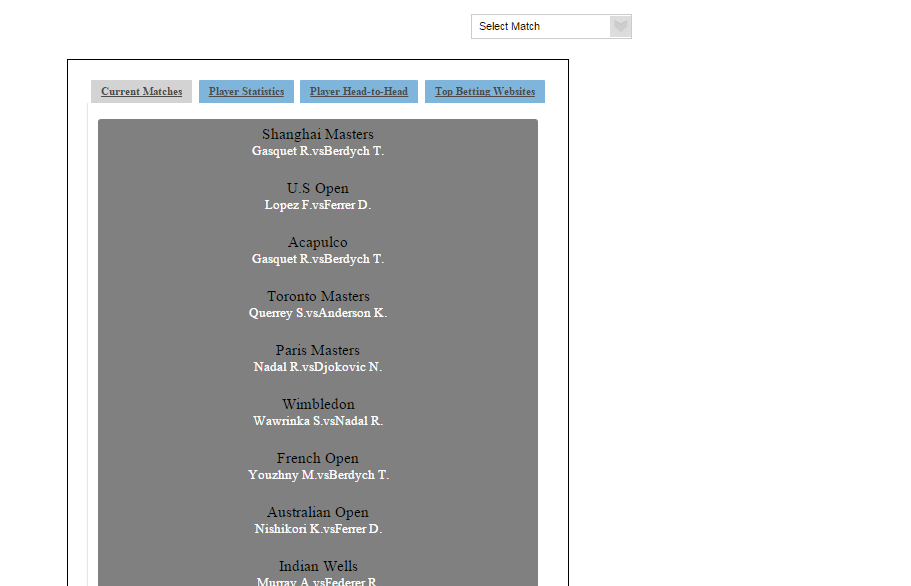 Select Match
Current Matches Player Statistics Player Head-to-Head Top Betting Websites
Shanghai Masters
Gasquet R.vsBerdych T.
U.S Open
Lopez F.vsFerrer D.
Acapulco
Gasquet R.vsBerdych T.
Toronto Masters
Querrey S.vsAnderson K.
Paris Masters
Nadal R.vsDjokovic N.
Wimbledon
Wawrinka S.vsNadal R.
French Open
Youzhny M.vsBerdych T.
Australian Open
Nishikori K.vsFerrer D.
Indian Wells
Murray A.vsFederer R.